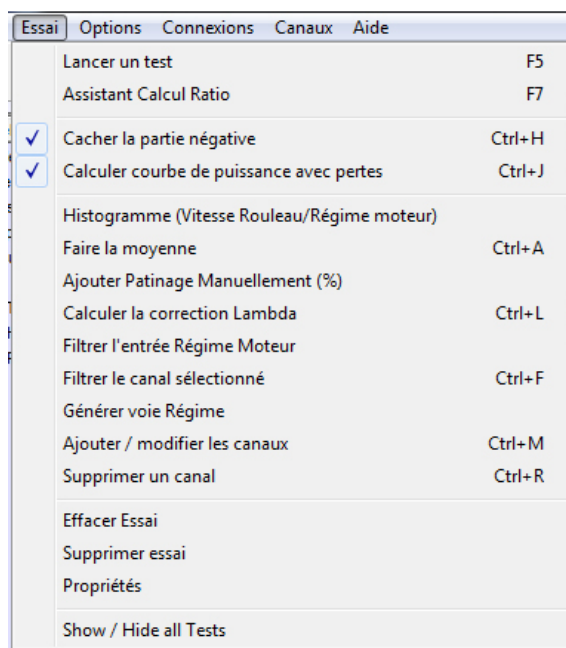 Essai Options Connexions Canaux Aide
Lancer un test F5
Assistant Calcul Ratio F7
Cacher la partie négative Ctrl+H
Calculer courbe de puissance avec pertes Ctrl+J
Histogramme (Vitesse Rouleau/Régime moteur)
Faire la moyenne Ctrl+A
Ajouter Patinage Manuellement (%)
Calculer la correction Lambda Ctrl+L
Filtrer l'entrée Régime Moteur
Filtrer le canal sélectionné Ctrl+F
Générer voie Régime
Ajouter / modifier les canaux Ctrl+M
Supprimer un canal Ctrl+R
Effacer Essai
Supprimer essai
Propriétés
Show / Hide all Tests